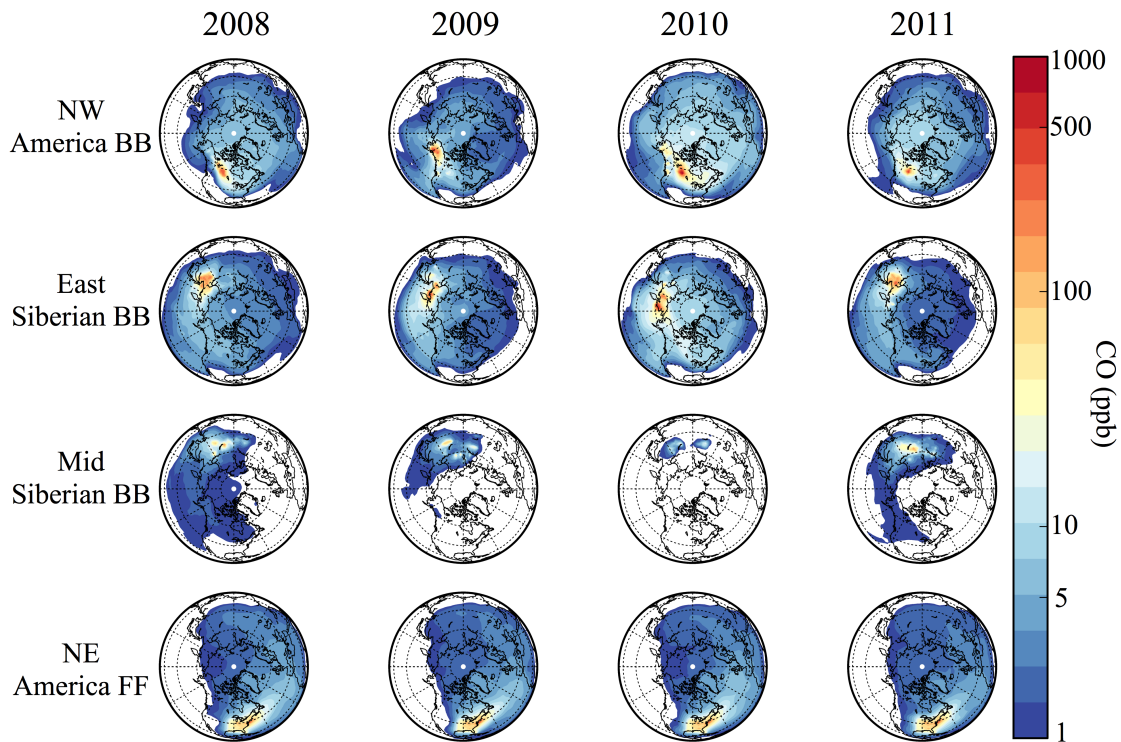 2008 2009 2010 2011
NW
America BB
East
Siberian BB
Mid
Siberian BB
NE
America FF
1000
500
100
10
5
1
CO (ppb)